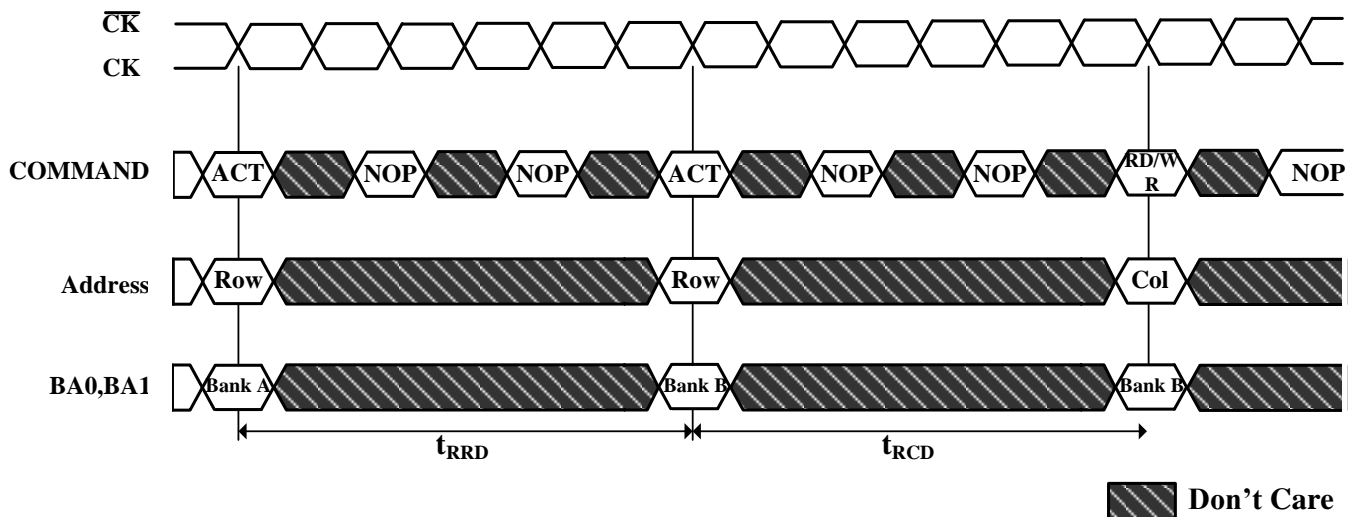 CK
CK
COMMAND ACT NOP NOP ACT NOP NOP RD/W
R NOP
Address Row Row Col
BA0,BA1 Bank A Bank B Bank B
tRRD tRCD
Don't Care